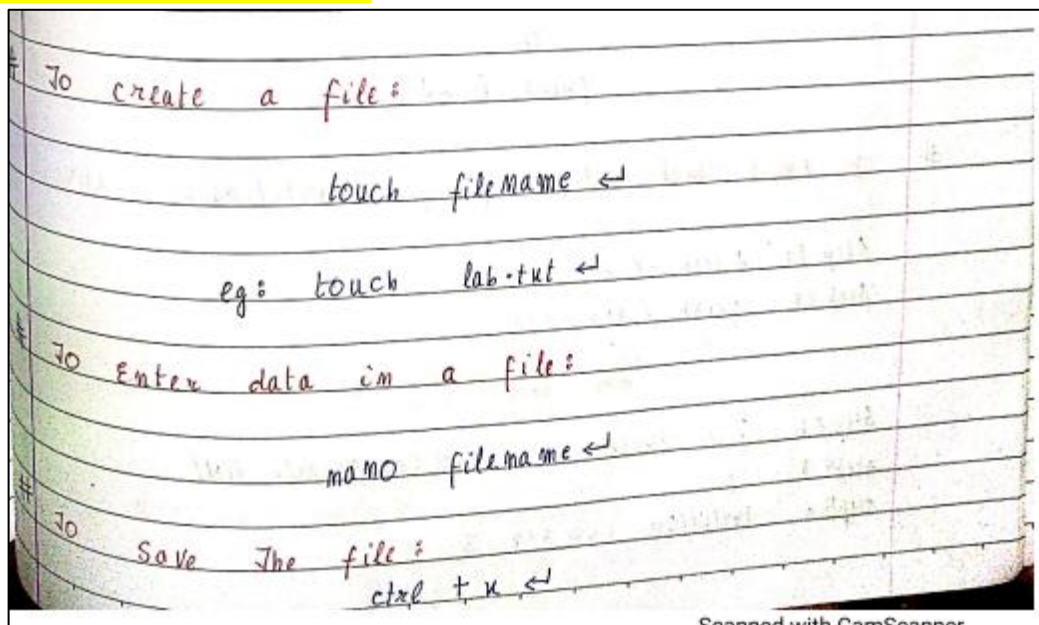 # To create a file:
touch filename ↵
eg: touch lab.txt ↵
# To Enter data in a file:
nano filename ↵
# To Save The file:
ctrl + x ↵
Scanned with CamScanner